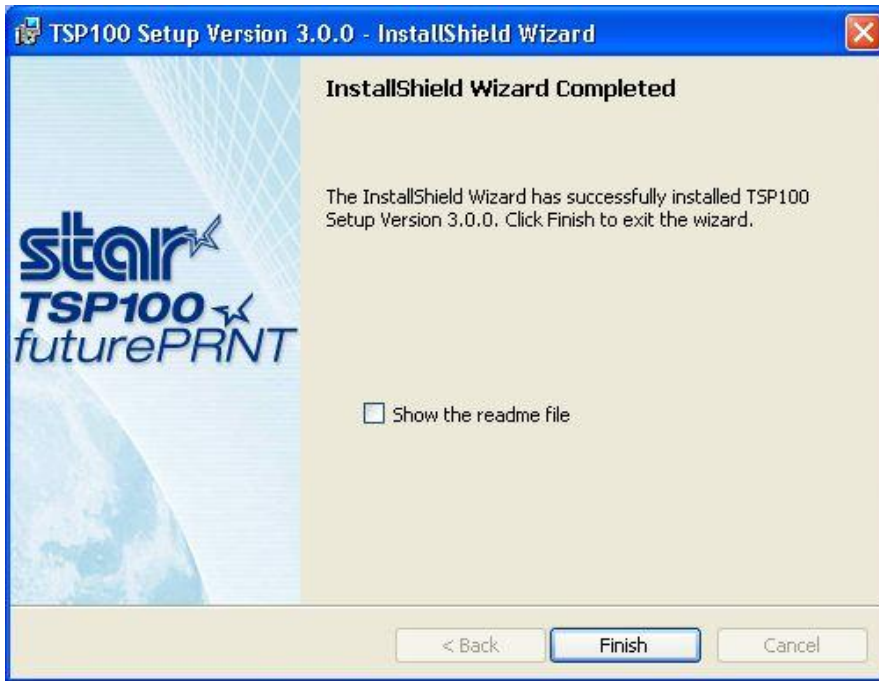 TSP100 Setup Version 3.0.0 - InstallShield Wizard
InstallShield Wizard Completed
The InstallShield Wizard has successfully installed TSP100
Setup Version 3.0.0. Click Finish to exit the wizard.
star
TSP100
futurePRNT
Show the readme file
< Back
Finish
Cancel